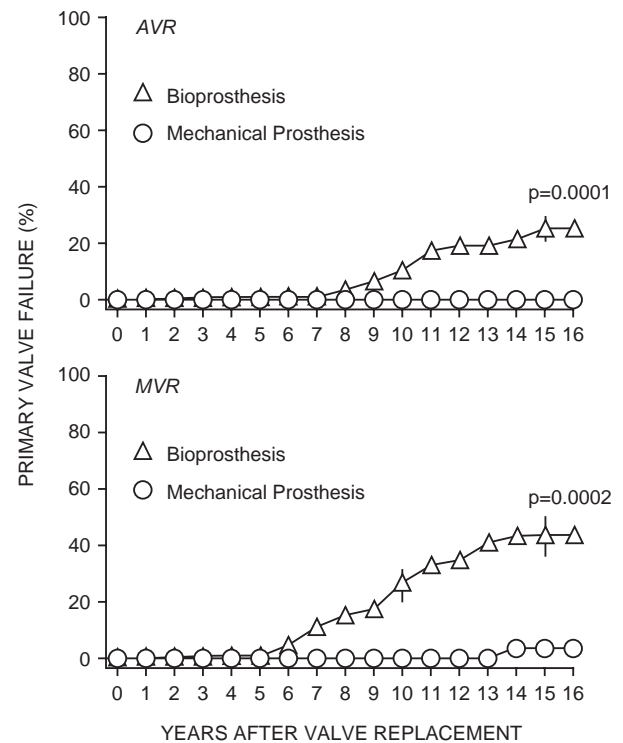 PRIMARY VALVE FAILURE (%)
AVR
100
80
60
40
20
0
Bioprosthesis
Mechanical Prosthesis
p=0.0001
0 1 2 3 4 5 6 7 8 9 10 11 12 13 14 15 16
MVR
100
80
60
40
20
0
Bioprosthesis
Mechanical Prosthesis
p=0.0002
0 1 2 3 4 5 6 7 8 9 10 11 12 13 14 15 16
YEARS AFTER VALVE REPLACEMENT